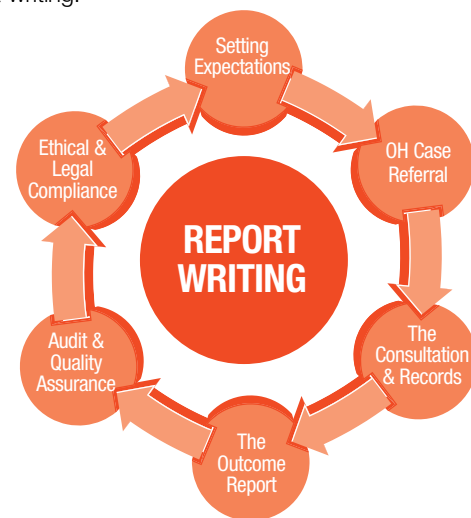 writing.
Setting
Expectations
OH Case
Referral
The
Consultation
& Records
The
Outcome
Report
Audit &
Quality
Assurance
Ethical &
Legal
Compliance
REPORT
WRITING